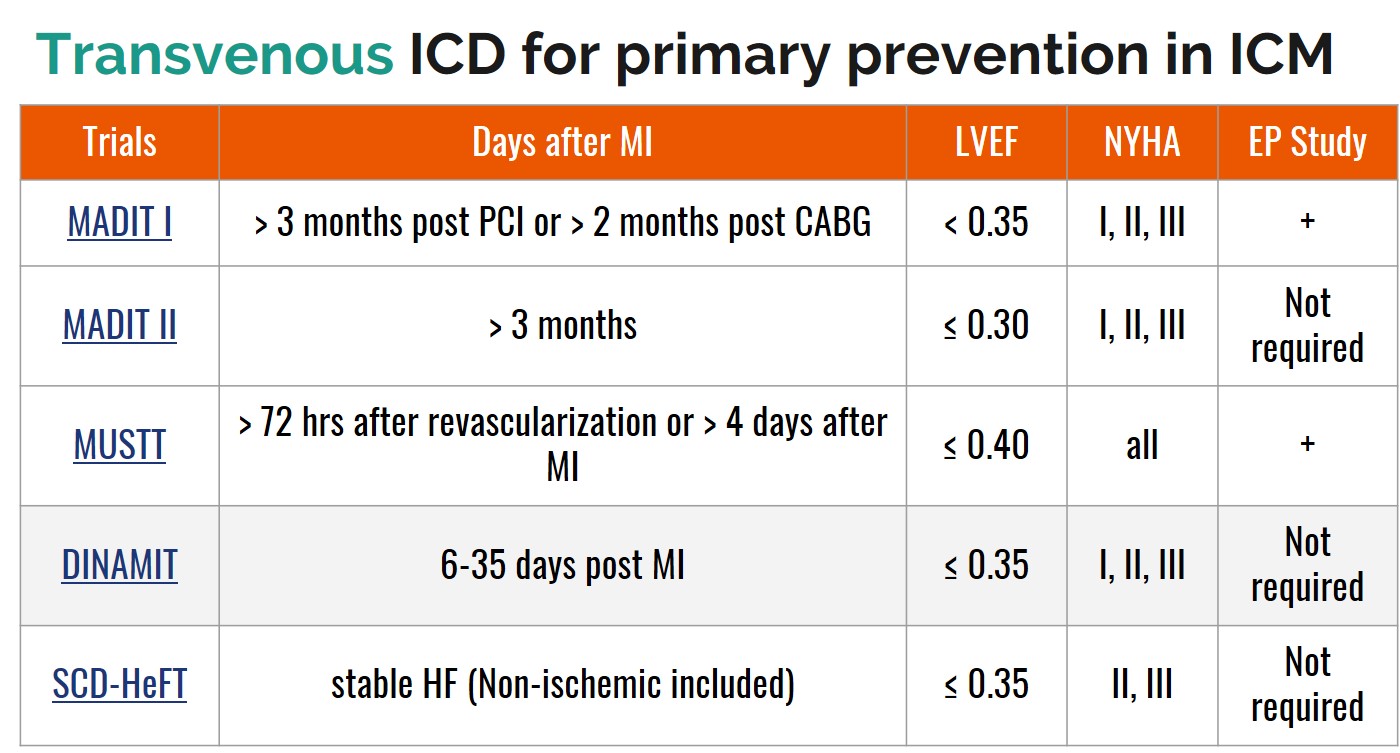 Transvenous ICD for primary prevention in ICM
Trials Days after MI LVEF NYHA EP Study
MADIT I > 3 months post PCI or > 2 months post CABG < 0.35 I, II, III +
MADIT II > 3 months ≤ 0.30 I, II, III Not required
MUSTT > 72 hrs after revascularization or > 4 days after MI ≤ 0.40 all +
DINAMIT 6-35 days post MI ≤ 0.35 I, II, III Not required
SCD-HeFT stable HF (Non-ischemic included) ≤ 0.35 II, III Not required